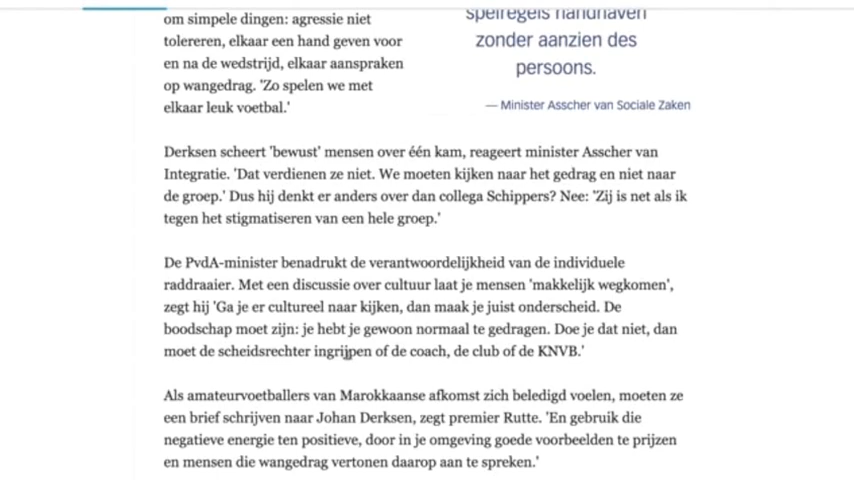 om simpele dingen: agressie niet
tolereren, elkaar een hand geven voor
en na de wedstrijd, elkaar aanspreken
op wangedrag. 'Zo spelen we met
elkaar leuk voetbal.'
spelregels handhaven
zonder aanzien des
persoons.
— Minister Asscher van Sociale Zaken
Derksen scheert 'bewust' mensen over één kam, reageert minister Asscher van
Integratie. 'Dat verdienen ze niet. We moeten kijken naar het gedrag en niet naar
de groep.' Dus hij denkt er anders over dan collega Schippers? Nee: 'Zij is net als ik
tegen het stigmatiseren van een hele groep.'
De PvdA-minister benadrukt de verantwoordelijkheid van de individuele
raddraaier. Met een discussie over cultuur laat je mensen 'makkelijk wegkomen',
zegt hij 'Ga je er cultureel naar kijken, dan maak je juist onderscheid. De
boodschap moet zijn: je hebt je gewoon normaal te gedragen. Doe je dat niet, dan
moet de scheidsrechter ingrijpen of de coach, de club of de KNVB.'
Als amateurvoetballers van Marokkaanse afkomst zich beledigd voelen, moeten ze
een brief schrijven naar Johan Derksen, zegt premier Rutte. 'En gebruik die
negatieve energie ten positieve, door in je omgeving goede voorbeelden te prijzen
en mensen die wangedrag vertonen daarop aan te spreken.'